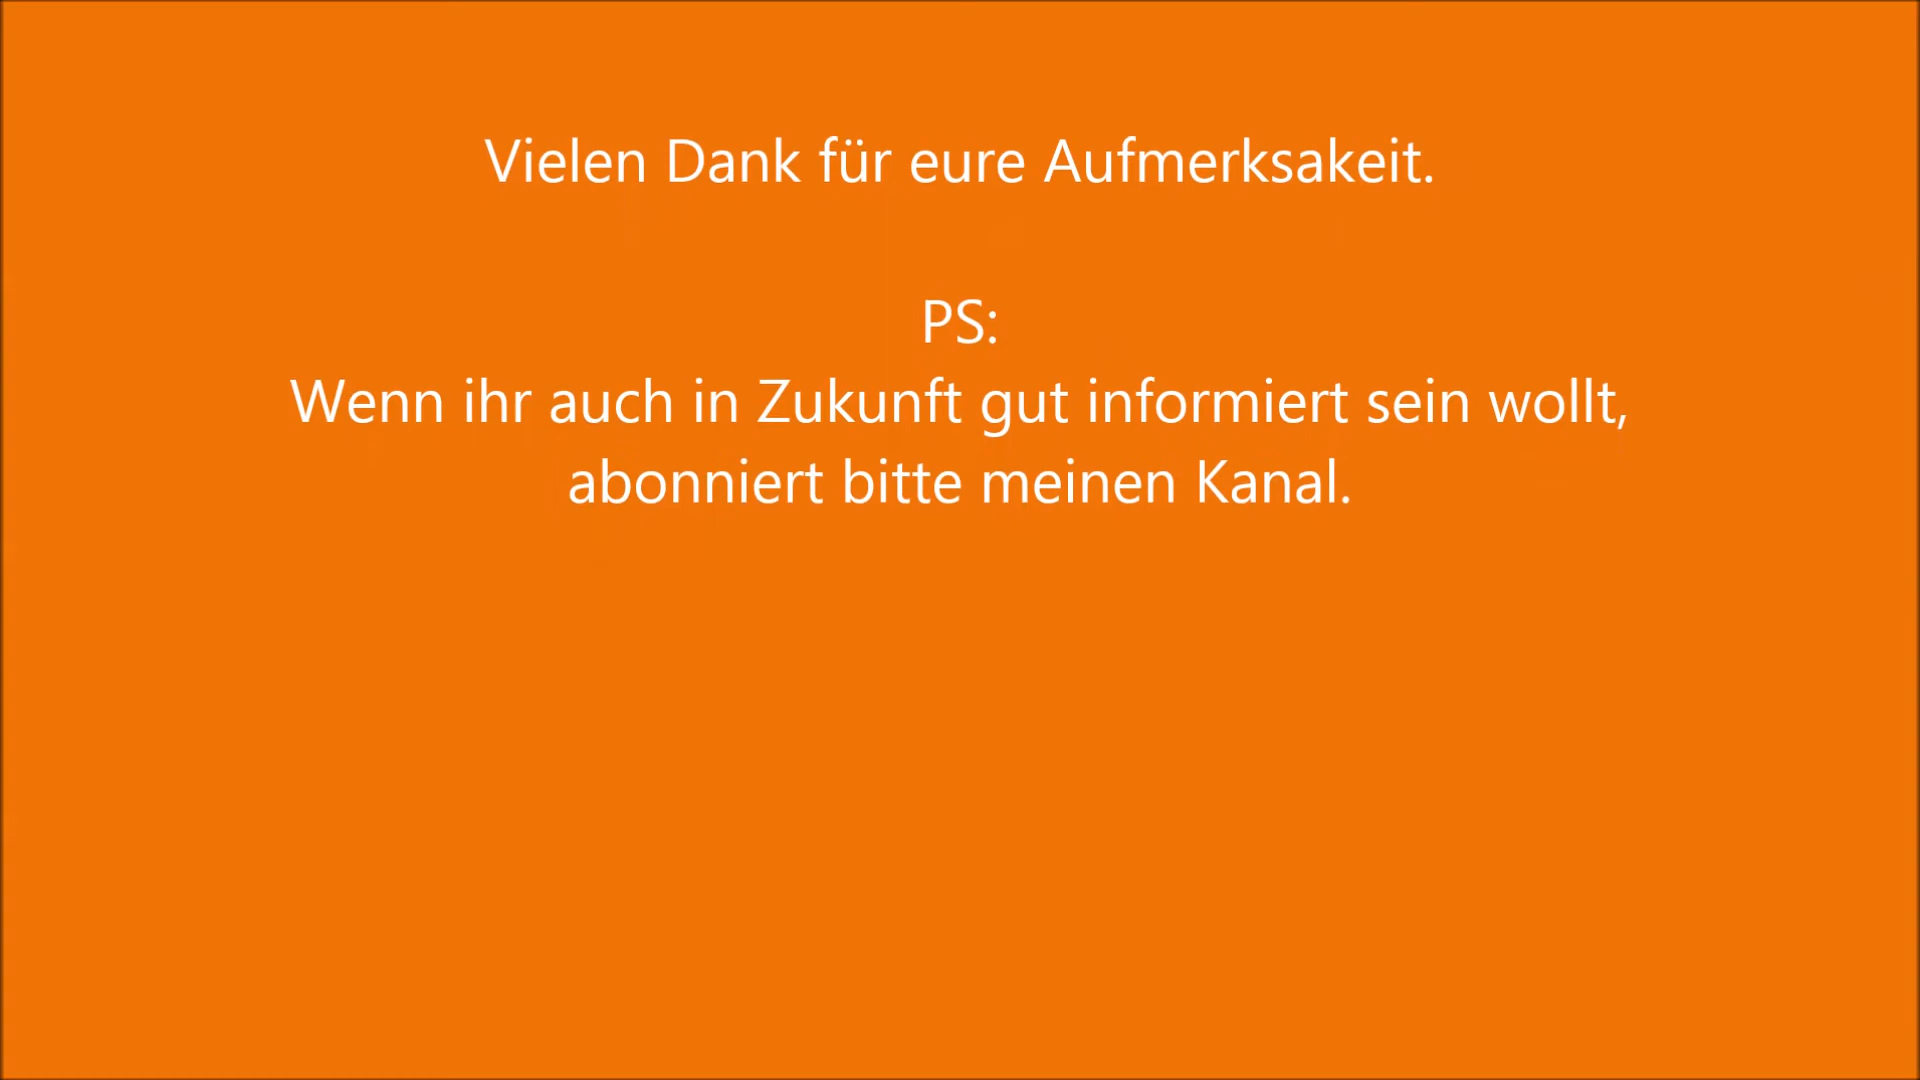 Vielen Dank für eure Aufmerksakeit.
PS:
Wenn ihr auch in Zukunft gut informiert sein wollt,
abonniert bitte meinen Kanal.